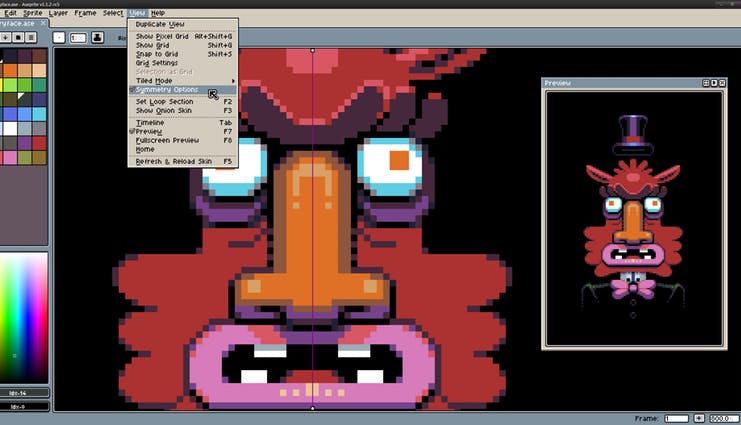 ryface.ase - Aseprite v1.1.2-rc5
Edit Sprite Layer Frame Select View Help
ryface.ase
Duplicate View
Show Pixel Grid Alt+Shift+G
Show Grid Shift+G
Snap to Grid Shift+S
Grid Settings
Selection as Grid
Tiled Mode
Symmetry Options
Set Loop Section F2
Show Onion Skin F3
Timeline Tab
Preview F7
Fullscreen Preview F8
Home
Refresh & Reload Skin F5
Preview
Idx-14
Idx-0
Frame: 1